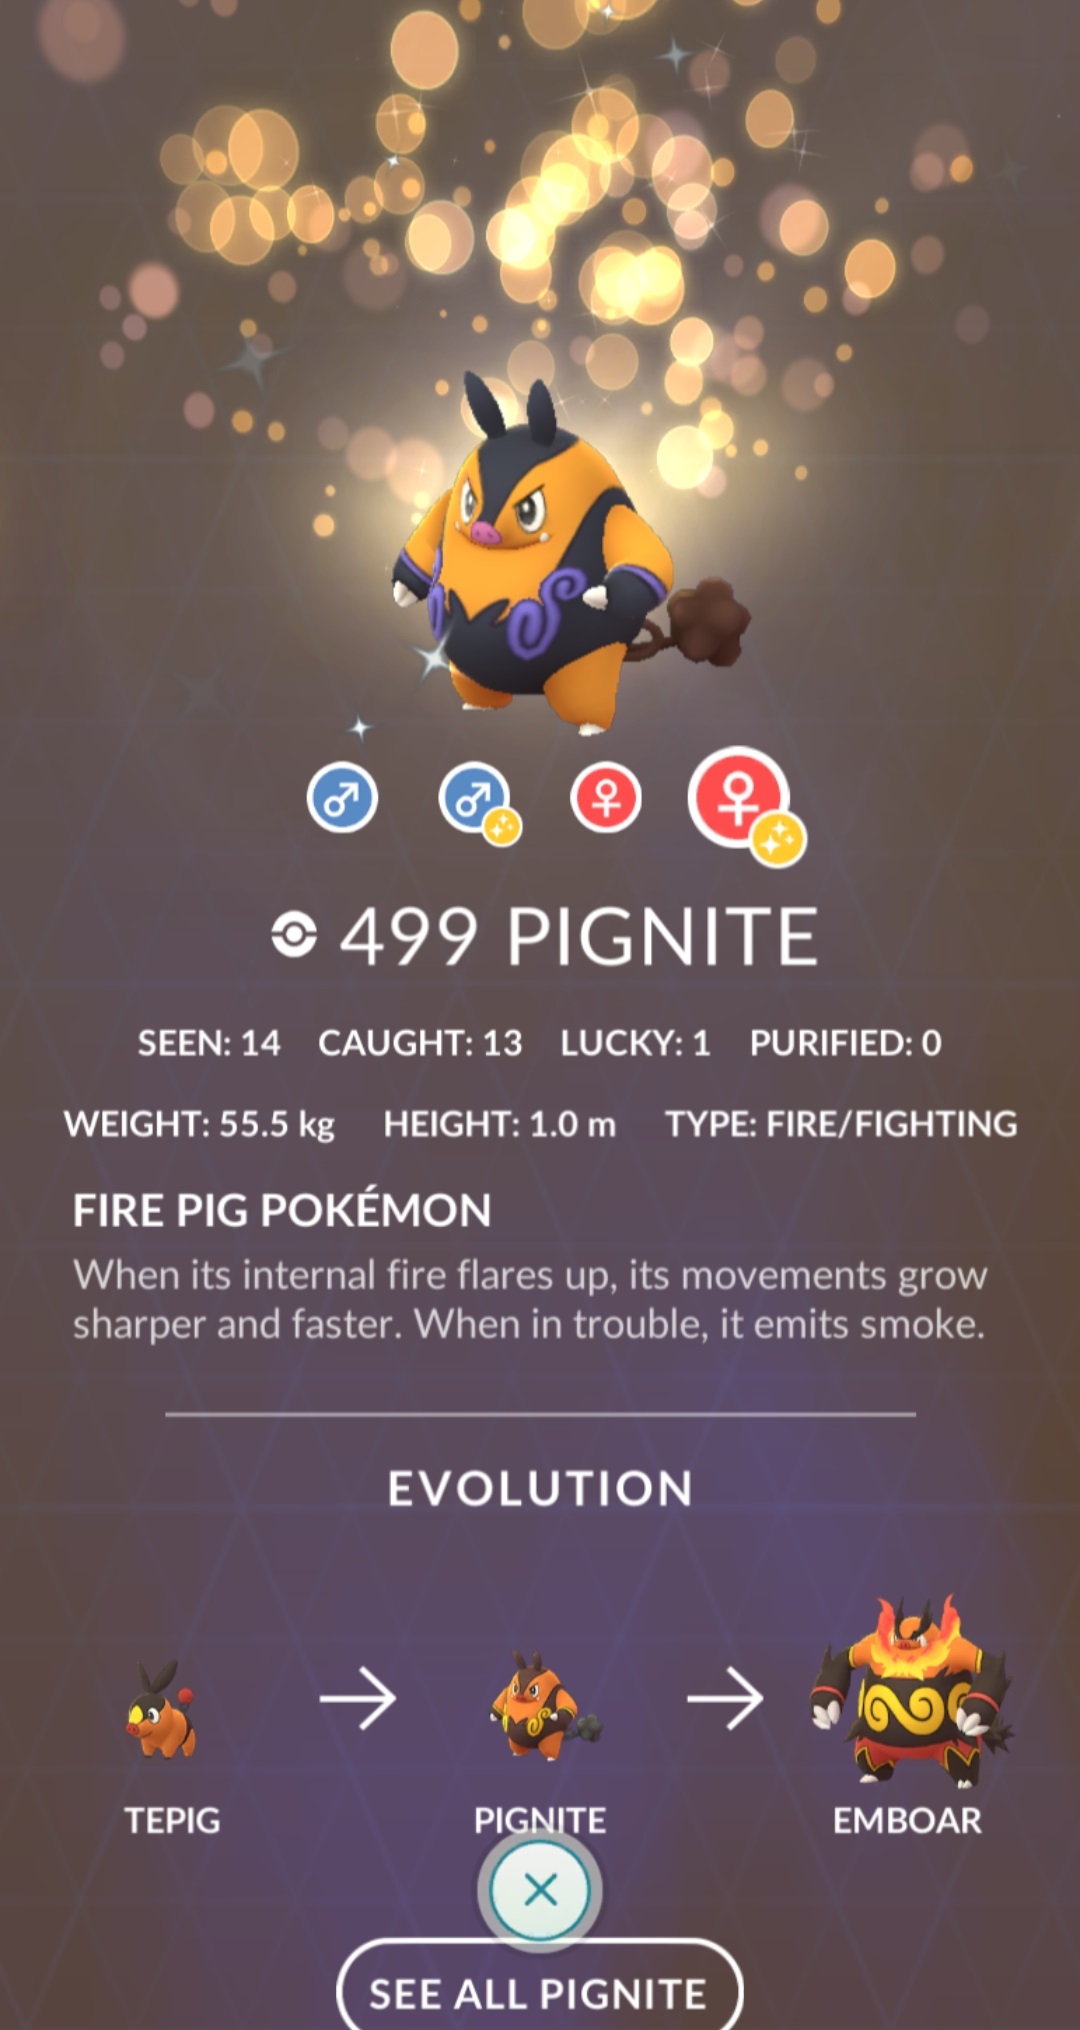 499 PIGNITE
SEEN: 14 CAUGHT: 13 LUCKY: 1 PURIFIED: 0
WEIGHT: 55.5 kg HEIGHT: 1.0 m TYPE: FIRE/FIGHTING
FIRE PIG POKÉMON
When its internal fire flares up, its movements grow
sharper and faster. When in trouble, it emits smoke.
EVOLUTION
TEPIG PIGNITE EMBOAR
SEE ALL PIGNITE